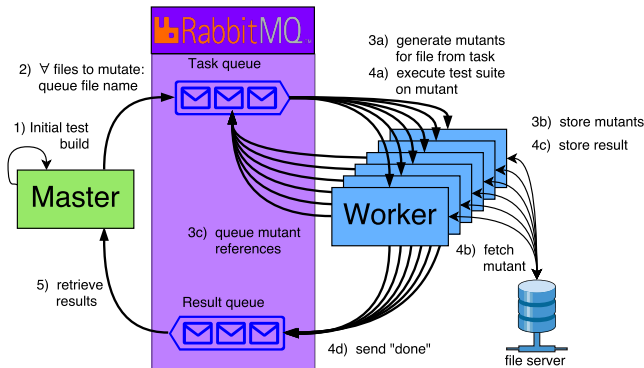 RabbitMQ
Task queue
2) ∀ files to mutate:
queue file name
3a) generate mutants
for file from task
4a) execute test suite
on mutant
1) Initial test
build
3b) store mutants
4c) store result
Master
Worker
3c) queue mutant
references
4b) fetch
mutant
5) retrieve
results
Result queue
4d) send "done"
file server